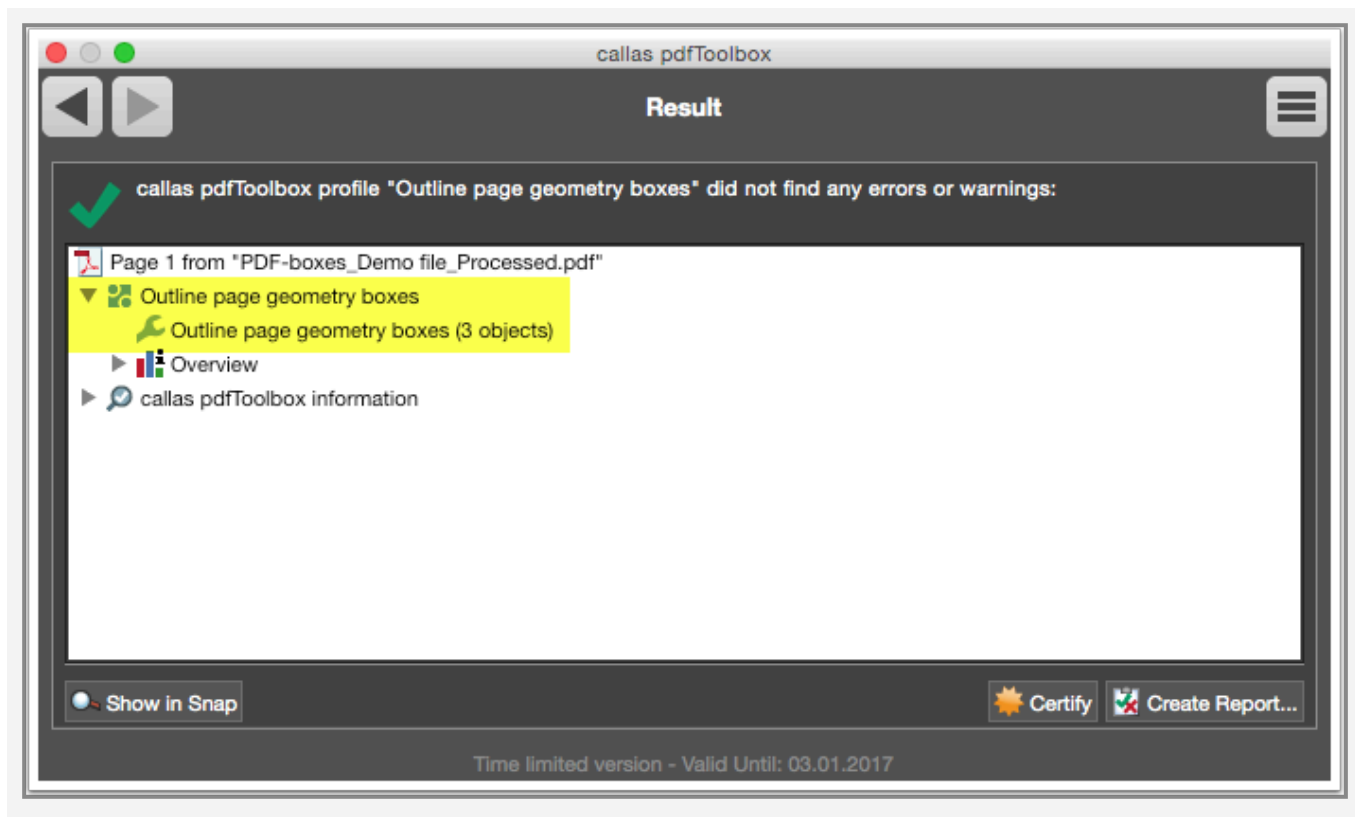 callas pdfToolbox
Result
callas pdfToolbox profile "Outline page geometry boxes" did not find any errors or warnings:
Page 1 from "PDF-boxes_Demo file_Processed.pdf"
Outline page geometry boxes
Outline page geometry boxes (3 objects)
Overview
callas pdfToolbox information
Show in Snap
Certify
Create Report...
Time limited version - Valid Until: 03.01.2017